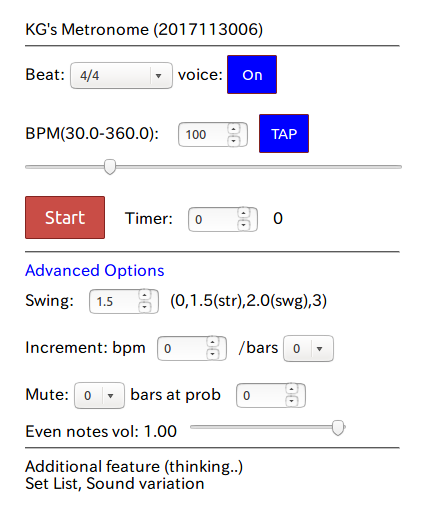 KG's Metronome (2017113006)
Beat: 4/4 voice: On
BPM(30.0-360.0): 100 TAP
Start Timer: 0 0
Advanced Options
Swing: 1.5 (0,1.5(str),2.0(swg),3)
Increment: bpm 0 /bars 0
Mute: 0 bars at prob 0
Even notes vol: 1.00
Additional feature (thinking..)
Set List, Sound variation